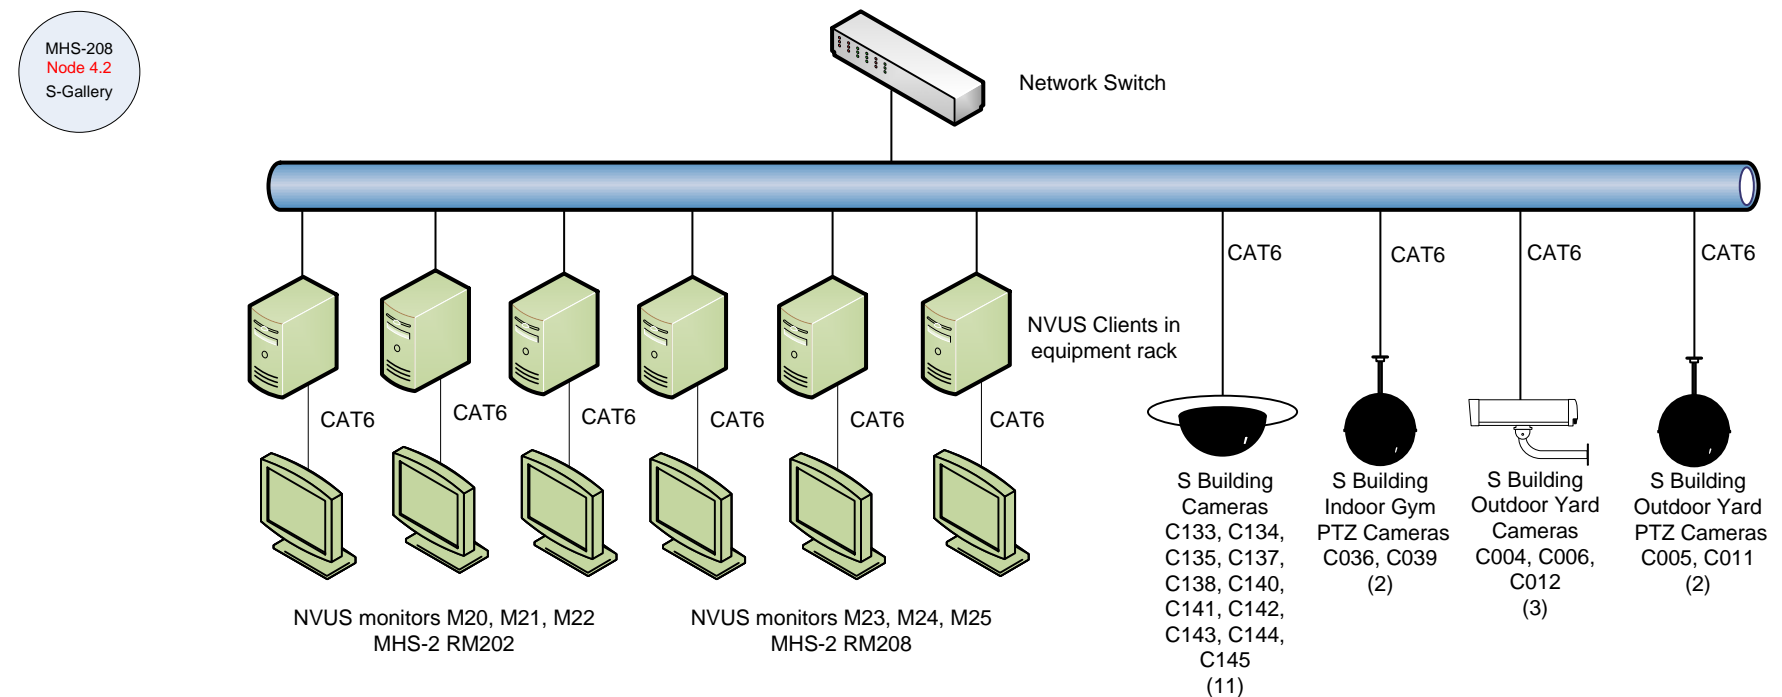 MHS-208
Node 4.2
S-Gallery
Network Switch
CAT6
CAT6
CAT6
CAT6
NVUS Clients in
equipment rack
CAT6
CAT6
CAT6
CAT6
CAT6
CAT6
S Building
Cameras
C133, C134,
C135, C137,
C138, C140,
C141, C142,
C143, C144,
C145
(11)
S Building
Indoor Gym
PTZ Cameras
C036, C039
(2)
S Building
Outdoor Yard
Cameras
C004, C006,
C012
(3)
S Building
Outdoor Yard
PTZ Cameras
C005, C011
(2)
NVUS monitors M20, M21, M22
MHS-2 RM202
NVUS monitors M23, M24, M25
MHS-2 RM208